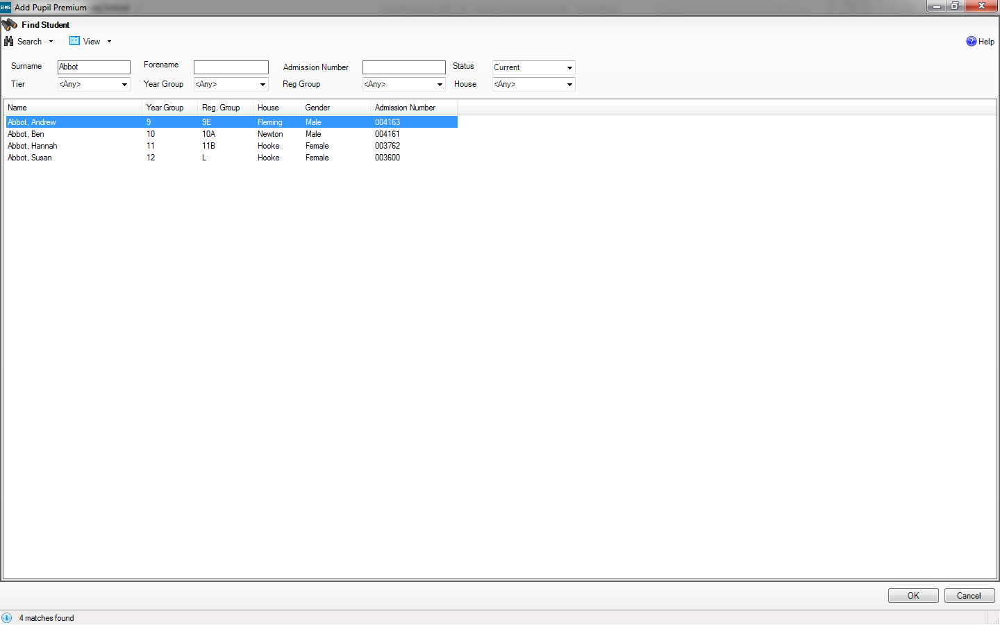 SIMS Add Pupil Premium
Find Student
Search View Help
Surname Abbot Forename Admission Number Status Current
Tier <Any> Year Group <Any> Reg Group <Any> House <Any>
Name Year Group Reg. Group House Gender Admission Number
Abbot, Andrew 9 9E Fleming Male 004163
Abbot, Ben 10 10A Newton Male 004161
Abbot, Hannah 11 11B Hooke Female 003762
Abbot, Susan 12 L Hooke Female 003600
OK Cancel
4 matches found